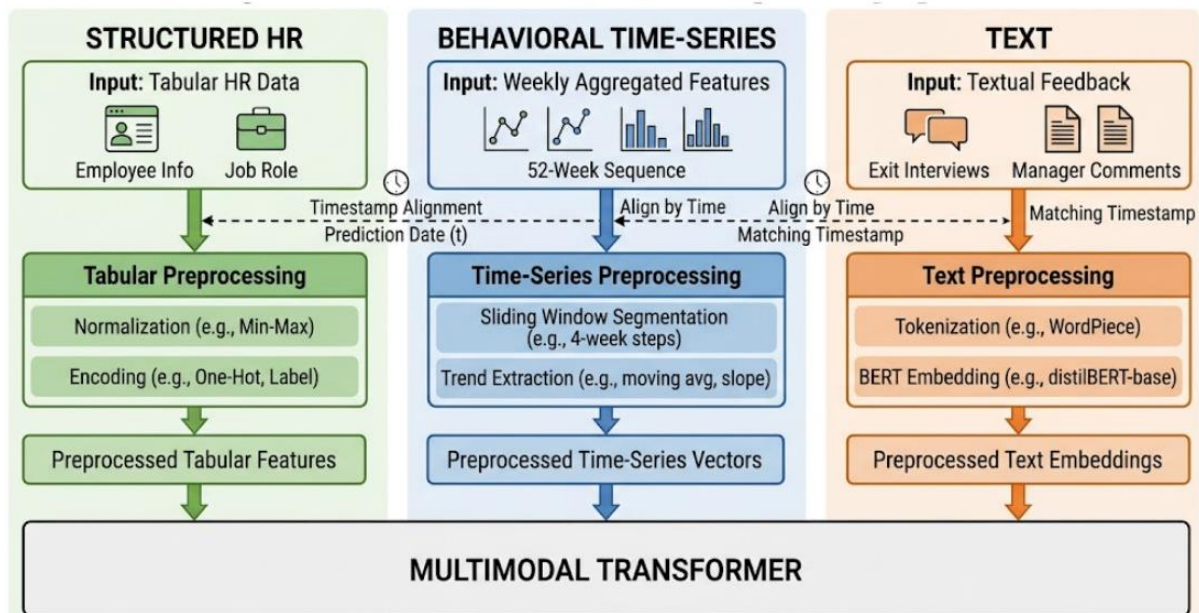 STRUCTURED HR
Input: Tabular HR Data
Employee Info
Job Role
BEHAVIORAL TIME-SERIES
Input: Weekly Aggregated Features
52-Week Sequence
TEXT
Input: Textual Feedback
Exit Interviews
Manager Comments
Timestamp Alignment
Prediction Date (t)
Align by Time
Align by Time
Matching Timestamp
Matching Timestamp
Tabular Preprocessing
Normalization (e.g., Min-Max)
Encoding (e.g., One-Hot, Label)
Preprocessed Tabular Features
Time-Series Preprocessing
Sliding Window Segmentation
(e.g., 4-week steps)
Trend Extraction (e.g., moving avg, slope)
Preprocessed Time-Series Vectors
Text Preprocessing
Tokenization (e.g., WordPiece)
BERT Embedding (e.g., distilBERT-base)
Preprocessed Text Embeddings
MULTIMODAL TRANSFORMER